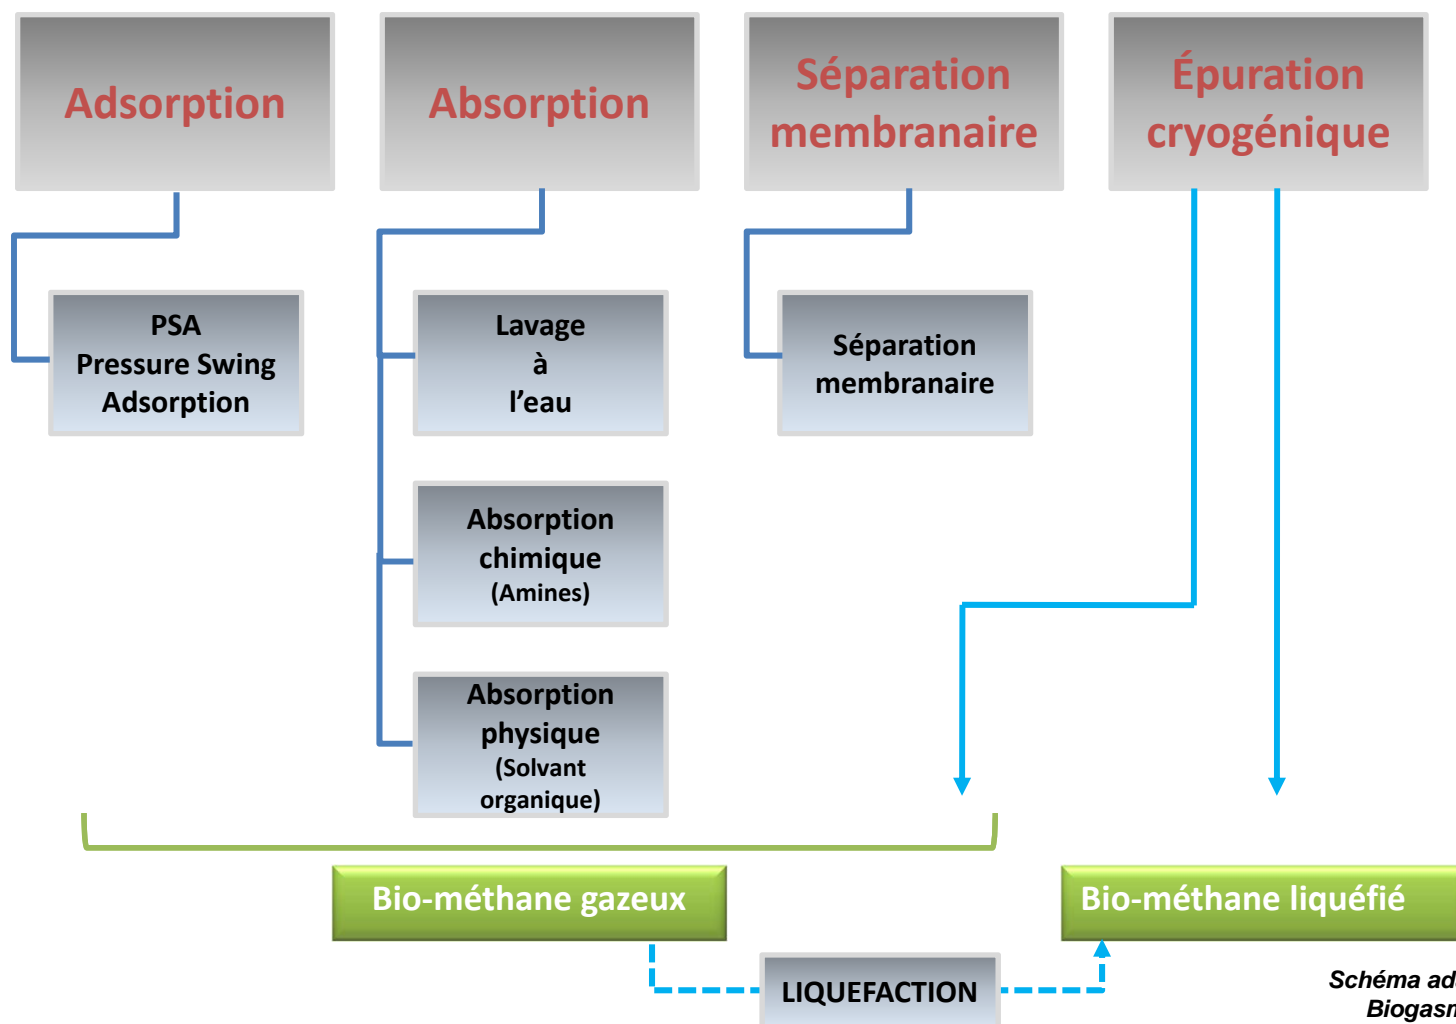 Adsorption
Absorption
Séparation
membranaire
Épuration
cryogénique
PSA
Pressure Swing
Adsorption
Lavage
à
l’eau
Séparation
membranaire
Absorption
chimique
(Amines)
Absorption
physique
(Solvant
organique)
Bio-méthane gazeux
Bio-méthane liquéfié
LIQUEFACTION
Schéma